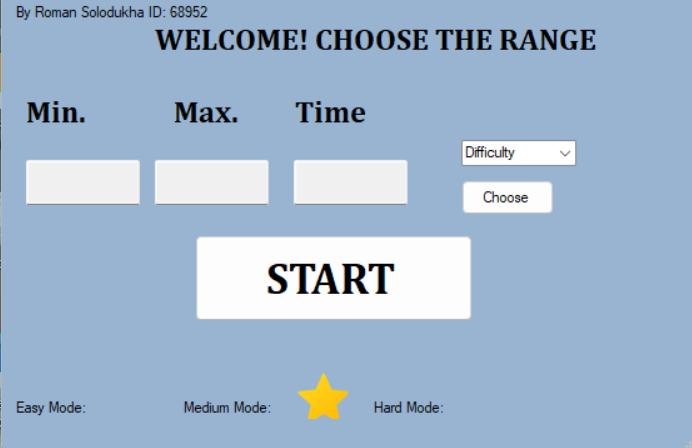 By Roman Solodukha ID: 68952
WELCOME! CHOOSE THE RANGE
Min. Max. Time
Difficulty
Choose
START
Easy Mode: Medium Mode: Hard Mode: